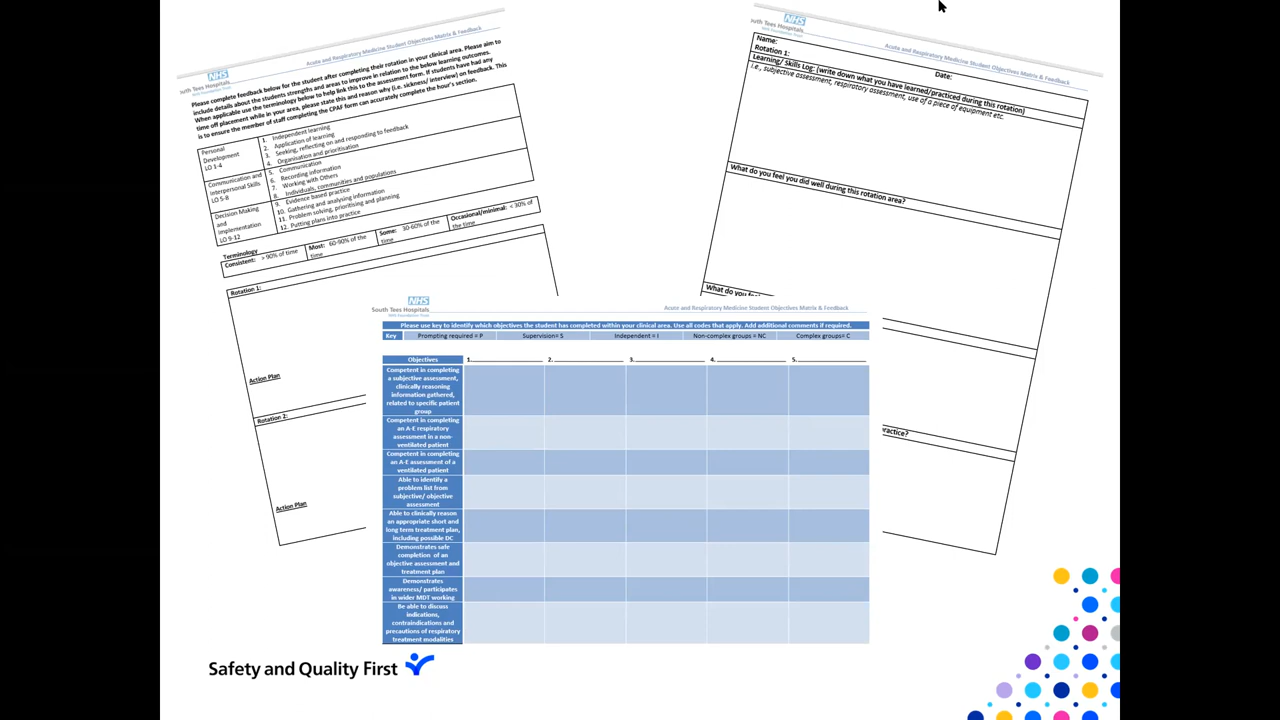 NHS
South Tees Hospitals
NHS Foundation Trust
Acute and Respiratory Medicine Student Objectives Matrix & Feedback
Please complete feedback below for the student after completing their rotation in your clinical area. Please aim to
include details about the students strengths and areas to improve in relation to the below learning outcomes.
When applicable use the terminology below to help link this to the assessment form. If students have had any
time off placement while in your area, please state this and reason why (i.e. sickness/ interview) on feedback. This
is to ensure the member of staff completing the CPAF form can accurately complete the hour's section.
Personal
Development
LO 1-4
1. Independent learning
2. Application of learning
3. Seeking, reflecting on and responding to feedback
4. Organisation and prioritisation
Communication and
Interpersonal Skills
LO 5-8
5. Communication
6. Recording information
7. Working with Others
8. Individuals, communities and populations
Decision Making
and
Implementation
LO 9-12
9. Evidence based practice
10. Gathering and analysing information
11. Problem solving, prioritising and planning
12. Putting plans into practice
Terminology
Consistent: > 90% of time
Most: 60-90% of the
time
Some: 30-60% of the
time
Occasional/minimal: < 30% of
the time
Rotation 1:
Action Plan
Rotation 2:
Action Plan
NHS
outh Tees Hospitals
Acute and Respiratory Medicine Student Objectives Matrix & Feedback
Name:
Date:
Rotation 1:
Learning/ Skills Log: (write down what you have learned/practiced during this rotation)
i.e., subjective assessment, respiratory assessment, use of a piece of equipment etc.
What do you feel you did well during this rotation area?
What do you
ractice?
NHS
South Tees Hospitals
NHS Foundation Trust
Acute and Respiratory Medicine Student Objectives Matrix & Feedback
Please use key to identify which objectives the student has completed within your clinical area. Use all codes that apply. Add additional comments if required.
Key Prompting required = P Supervision= S Independent = I Non-complex groups = NC Complex groups= C
Objectives 1. 2. 3. 4. 5.
Competent in completing
a subjective assessment,
clinically reasoning
information gathered,
related to specific patient
group
Competent in completing
an A-E respiratory
assessment in a non-
ventilated patient
Competent in completing
an A-E assessment of a
ventilated patient
Able to identify a
problem list from
subjective/ objective
assessment
Able to clinically reason
an appropriate short and
long term treatment plan,
including possible DC
Demonstrates safe
completion of an
objective assessment and
treatment plan
Demonstrates
awareness/ participates
in wider MDT working
Be able to discuss
indications,
contraindications and
precautions of respiratory
treatment modalities
Safety and Quality First